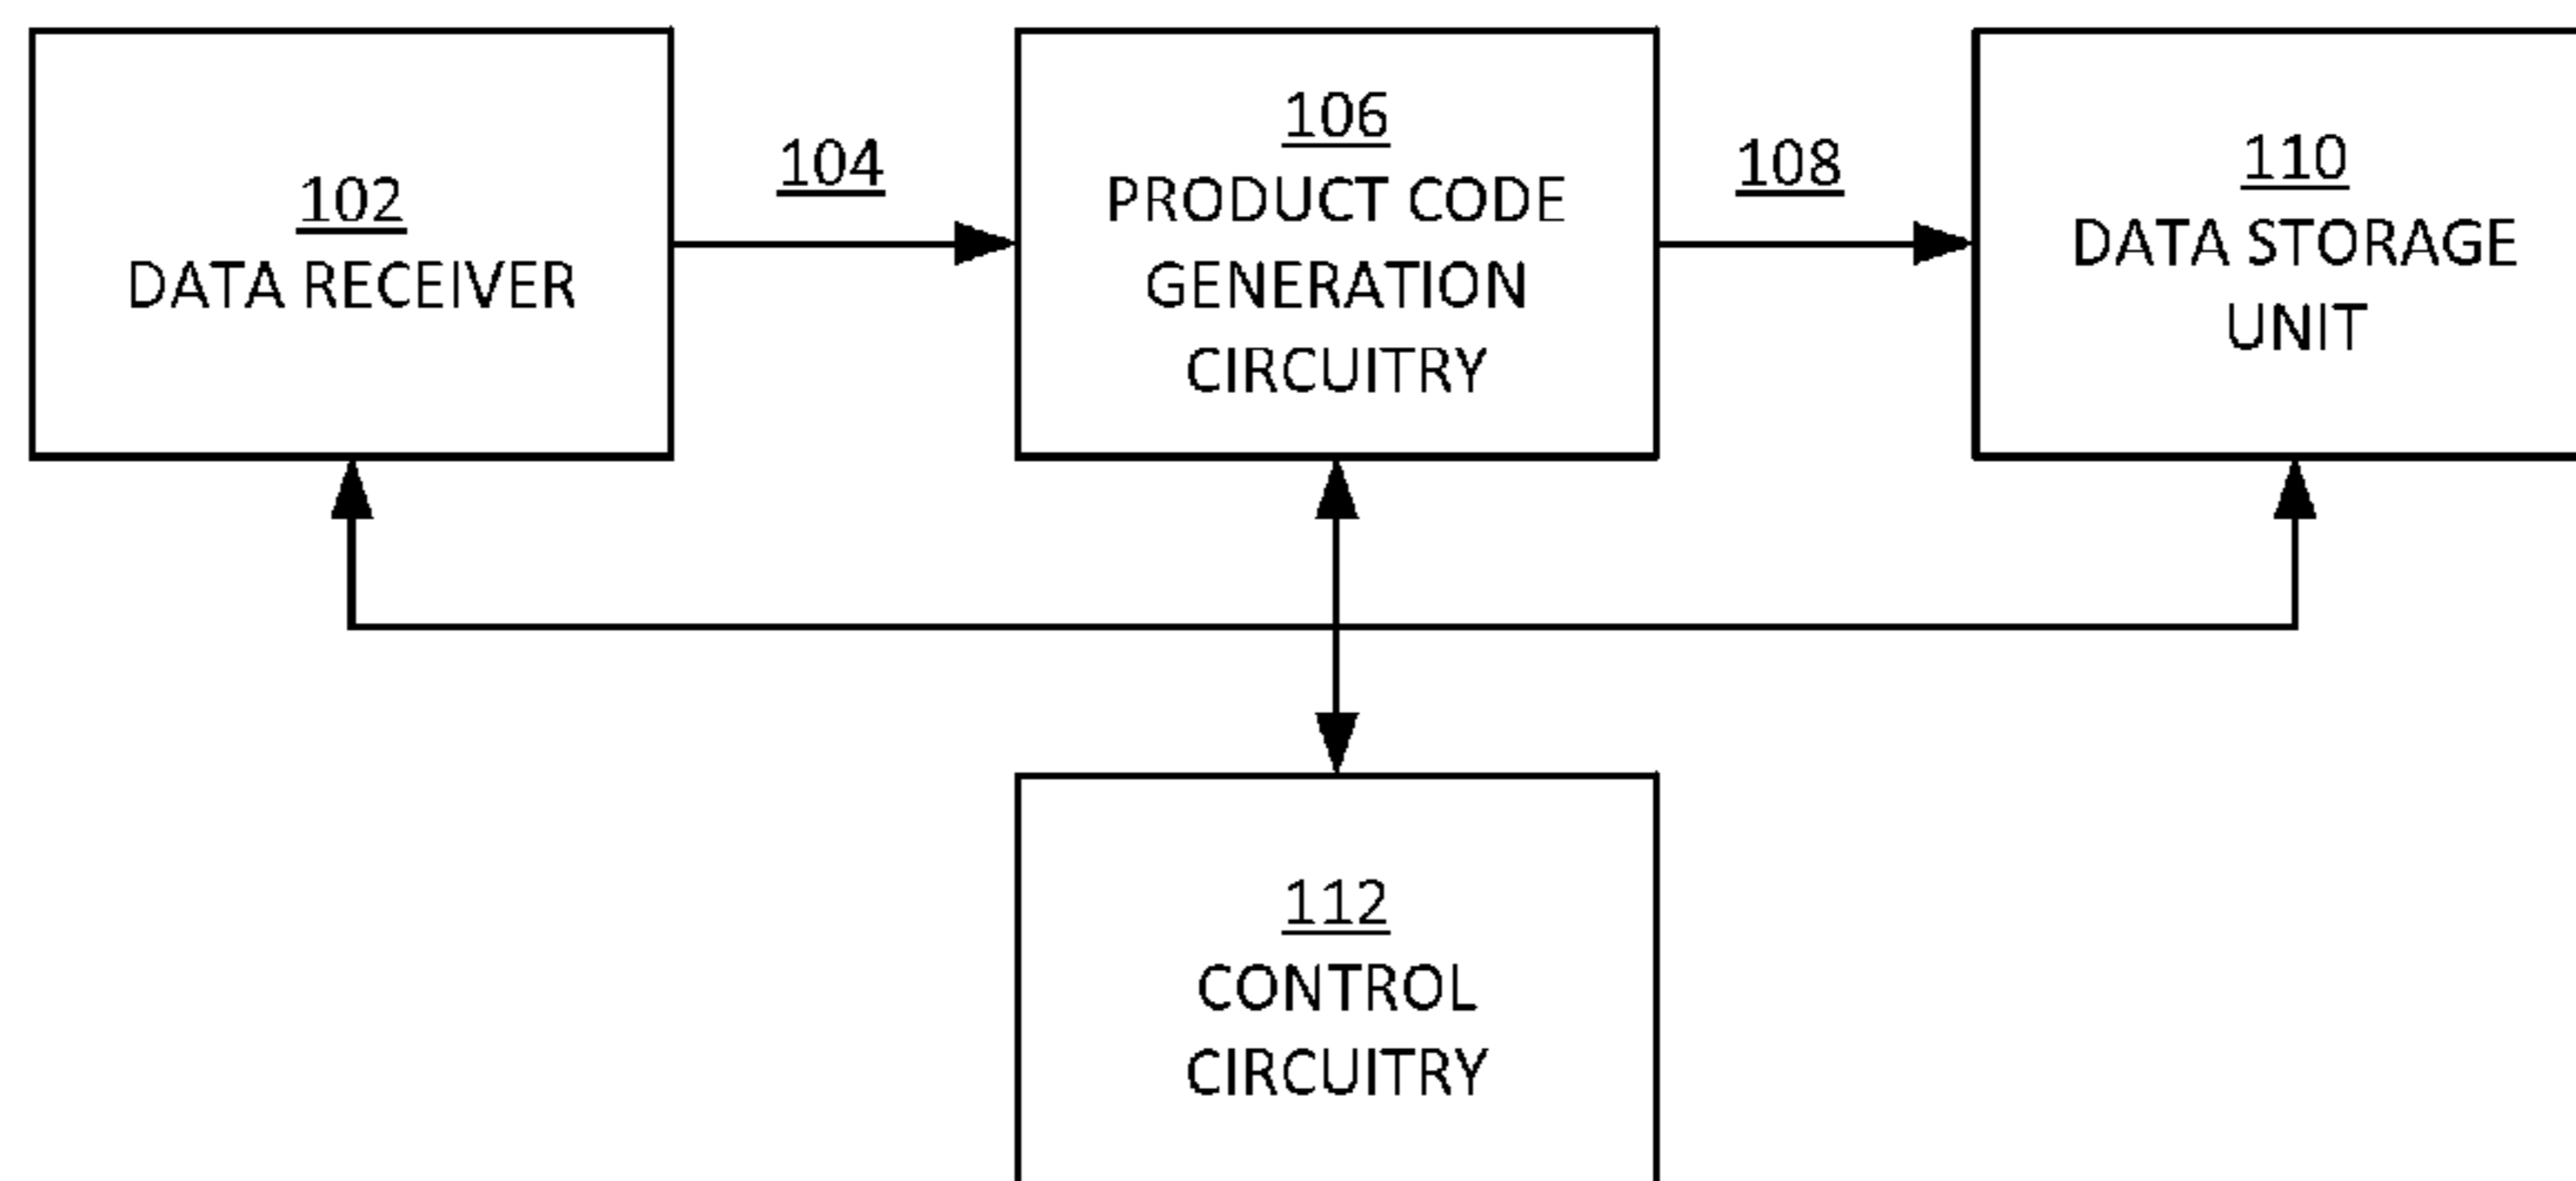 102
DATA RECEIVER
104
106
PRODUCT CODE
GENERATION
CIRCUITRY
108
110
DATA STORAGE
UNIT
112
CONTROL
CIRCUITRY